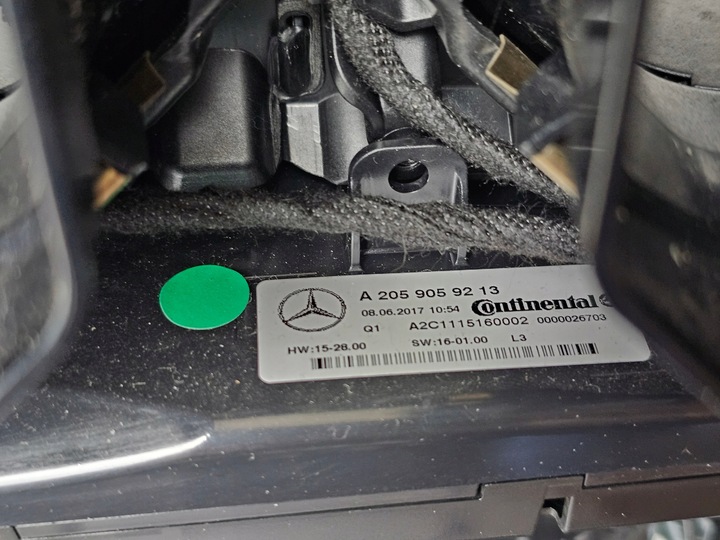 A 205 905 92 13
08.06.2017 10:54 Continental
Q1 A2C1115160002 0000026703
HW:15-28.00 SW:16-01.00 L3